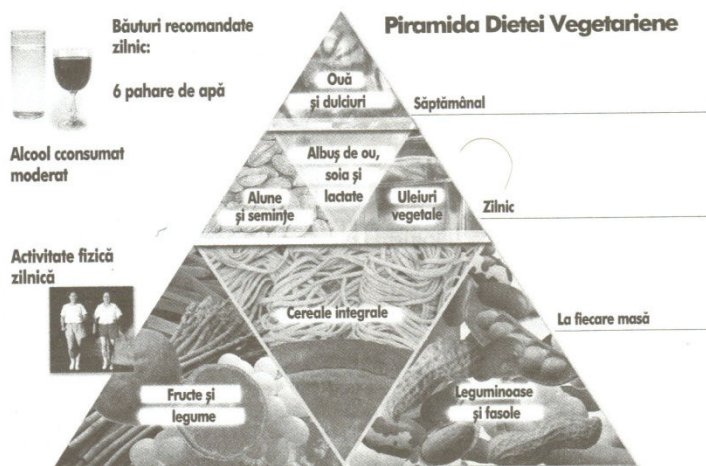 Piramida Dietei Vegetariene
Băuturi recomandate
zilnic:
6 pahare de apă
Alcool cconsumat
moderat
Activitate fizică
zilnică
Ouă
și dulciuri
Săptămânal
Albuș de ou,
soia și
lactate
Alune
și semințe
Uleiuri
vegetale
Zilnic
Cereale integrale
La fiecare masă
Fructe și
legume
Leguminoase
și fasole